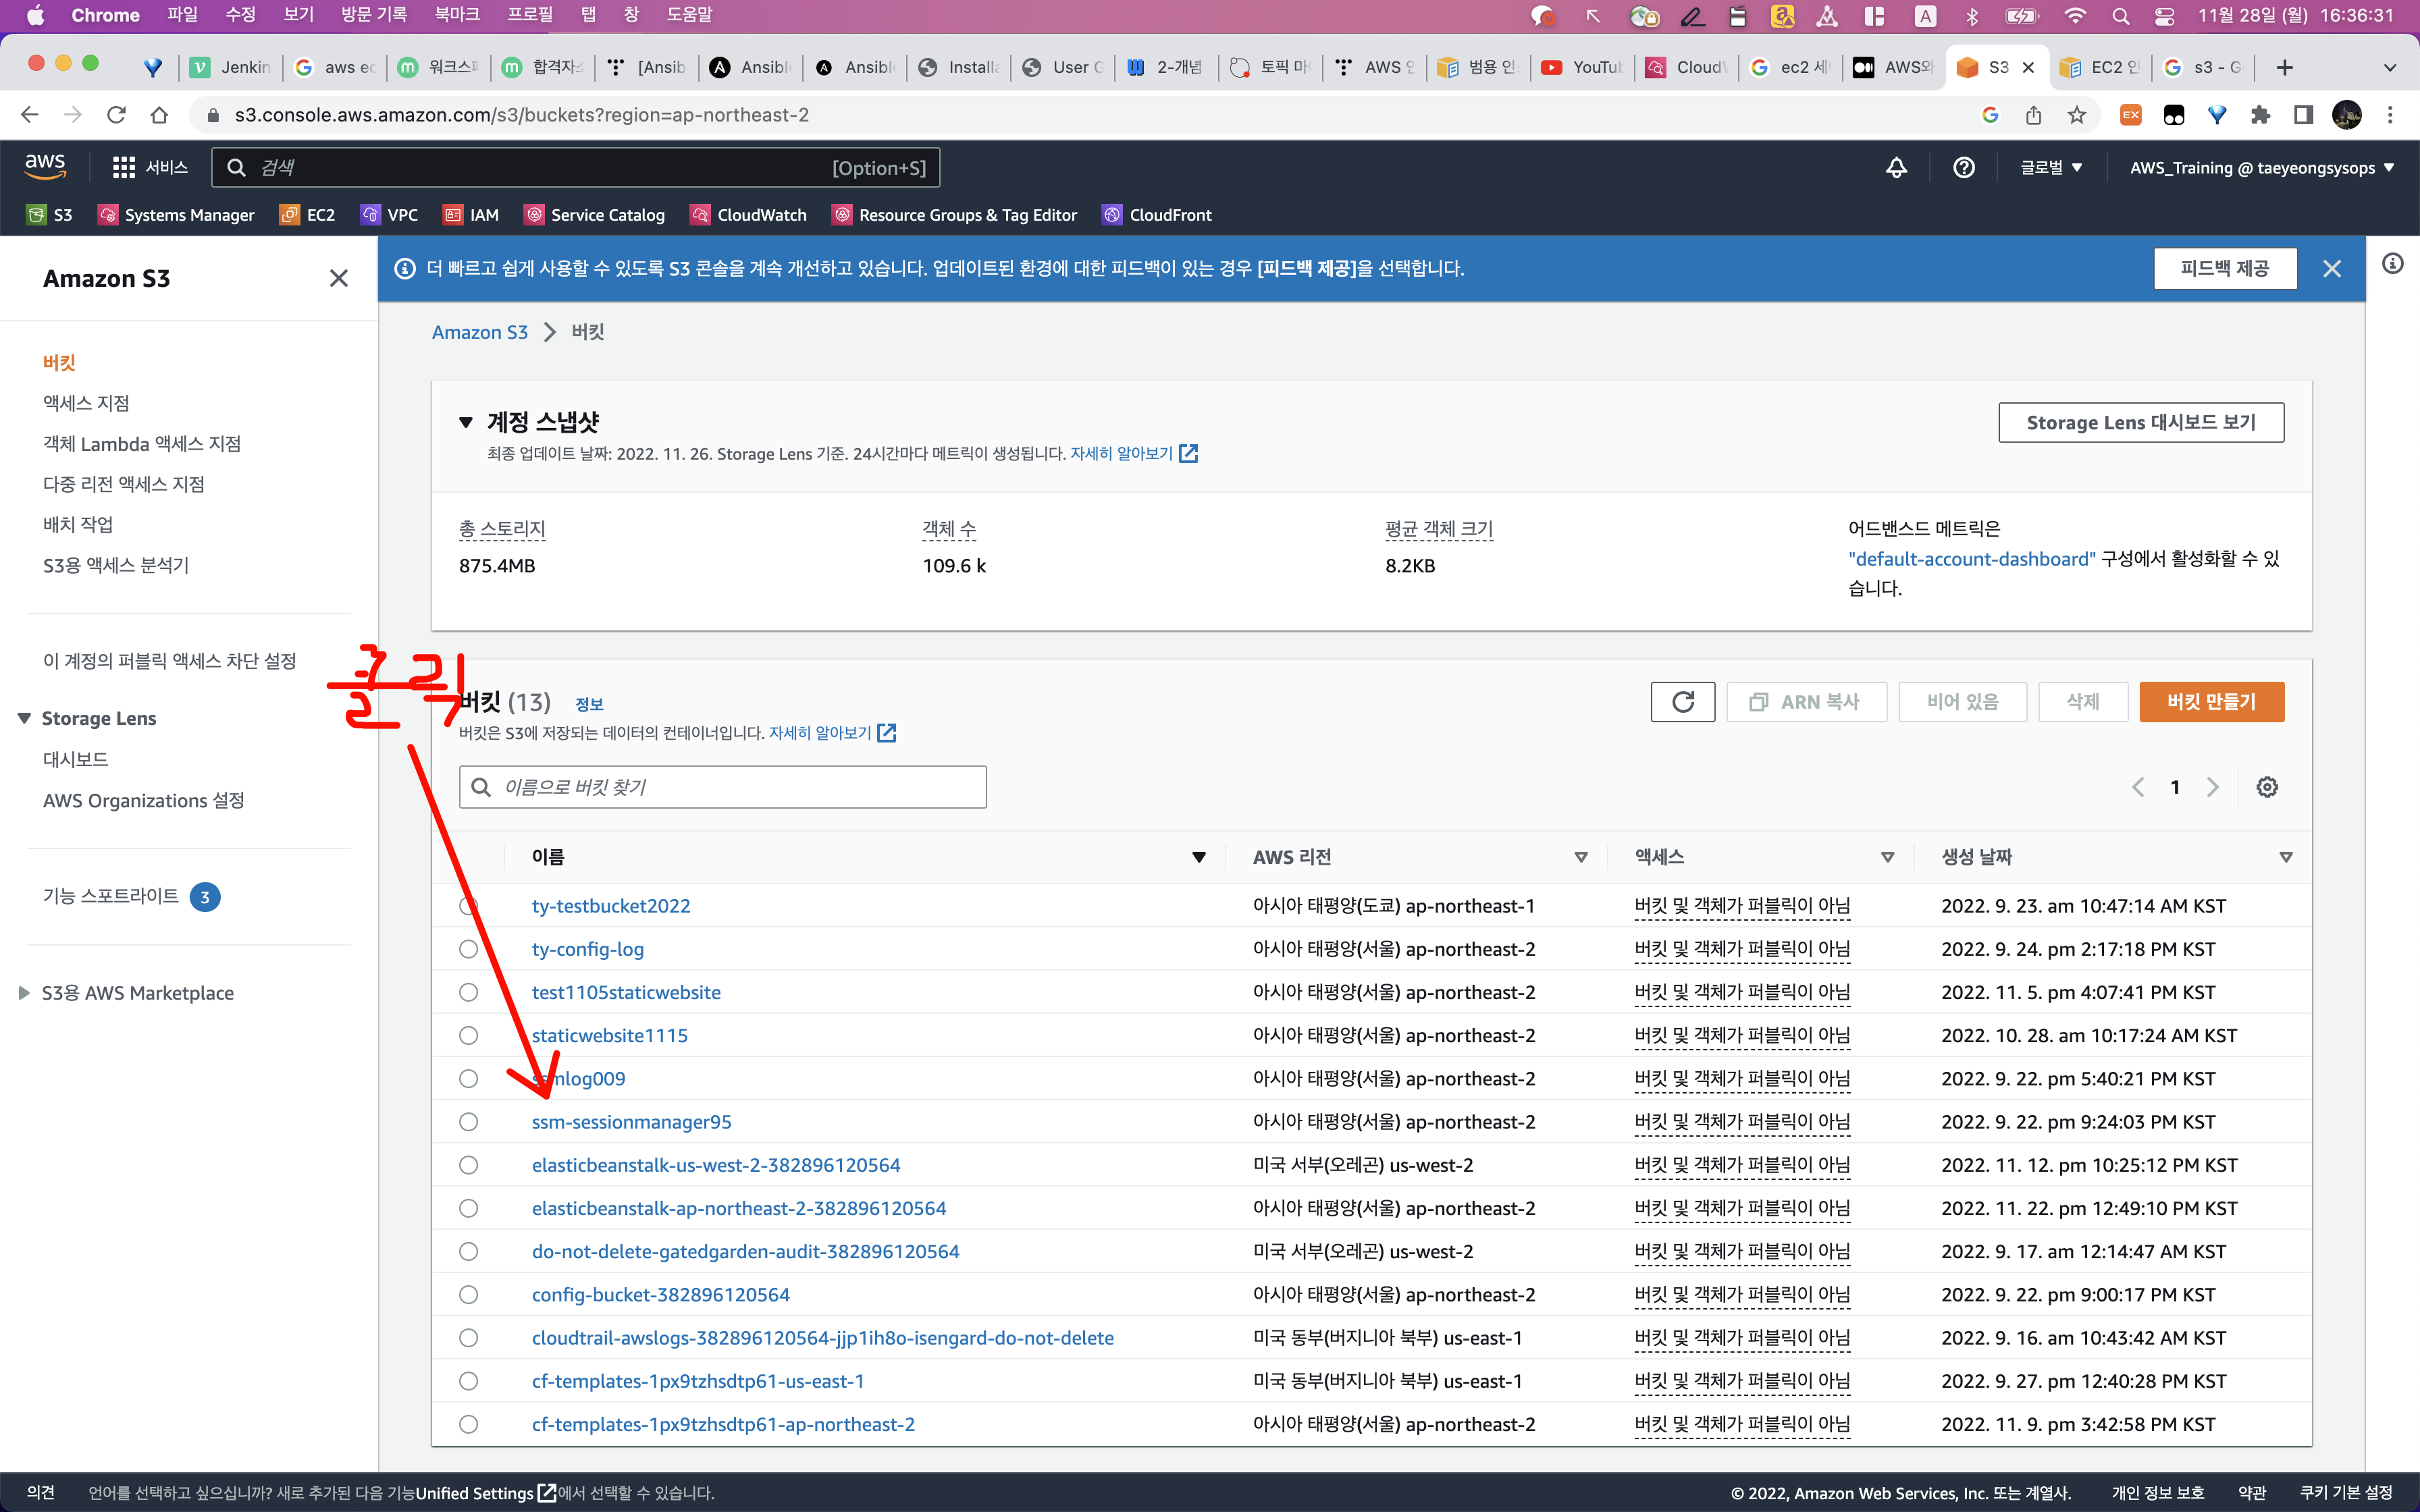 Chrome 파일 수정 보기 방문 기록 북마크 프로필 탭 창 도움말 A 11월 28일 (월) 16:36:31
Jenkin aws ec 워크스 합격자 [Ansib Ansibl Ansibl Install User G 2-개념 토픽 마 AWS 범용 인 YouTub CloudW ec2 세 AWS와 S3 EC2 인 s3 - G
s3.console.aws.amazon.com/s3/buckets?region=ap-northeast-2 EX
aws 서비스 검색 [Option+S] 글로벌 AWS_Training @ taeyeongsysops
S3 Systems Manager EC2 VPC IAM Service Catalog CloudWatch Resource Groups & Tag Editor CloudFront
더 빠르고 쉽게 사용할 수 있도록 S3 콘솔을 계속 개선하고 있습니다. 업데이트된 환경에 대한 피드백이 있는 경우 [피드백 제공]을 선택합니다. 피드백 제공
Amazon S3
버킷
액세스 지점
객체 Lambda 액세스 지점
다중 리전 액세스 지점
배치 작업
S3용 액세스 분석기
이 계정의 퍼블릭 액세스 차단 설정
Storage Lens
대시보드
AWS Organizations 설정
기능 스포트라이트 3
S3용 AWS Marketplace
Amazon S3 버킷
계정 스냅샷
최종 업데이트 날짜: 2022. 11. 26. Storage Lens 기준. 24시간마다 메트릭이 생성됩니다. 자세히 알아보기
Storage Lens 대시보드 보기
총 스토리지
875.4MB
객체 수
109.6 k
평균 객체 크기
8.2KB
어드밴스드 메트릭은
"default-account-dashboard" 구성에서 활성화할 수 있
습니다.
클릭
버킷 (13) 정보
버킷은 S3에 저장되는 데이터의 컨테이너입니다. 자세히 알아보기
ARN 복사 비어 있음 삭제 버킷 만들기
이름으로 버킷 찾기
1
이름 AWS 리전 액세스 생성 날짜
ty-testbucket2022 아시아 태평양(도쿄) ap-northeast-1 버킷 및 객체가 퍼블릭이 아님 2022. 9. 23. am 10:47:14 AM KST
ty-config-log 아시아 태평양(서울) ap-northeast-2 버킷 및 객체가 퍼블릭이 아님 2022. 9. 24. pm 2:17:18 PM KST
test1105staticwebsite 아시아 태평양(서울) ap-northeast-2 버킷 및 객체가 퍼블릭이 아님 2022. 11. 5. pm 4:07:41 PM KST
staticwebsite1115 아시아 태평양(서울) ap-northeast-2 버킷 및 객체가 퍼블릭이 아님 2022. 10. 28. am 10:17:24 AM KST
ssmlog009 아시아 태평양(서울) ap-northeast-2 버킷 및 객체가 퍼블릭이 아님 2022. 9. 22. pm 5:40:21 PM KST
ssm-sessionmanager95 아시아 태평양(서울) ap-northeast-2 버킷 및 객체가 퍼블릭이 아님 2022. 9. 22. pm 9:24:03 PM KST
elasticbeanstalk-us-west-2-382896120564 미국 서부(오레곤) us-west-2 버킷 및 객체가 퍼블릭이 아님 2022. 11. 12. pm 10:25:12 PM KST
elasticbeanstalk-ap-northeast-2-382896120564 아시아 태평양(서울) ap-northeast-2 버킷 및 객체가 퍼블릭이 아님 2022. 11. 22. pm 12:49:10 PM KST
do-not-delete-gatedgarden-audit-382896120564 미국 서부(오레곤) us-west-2 버킷 및 객체가 퍼블릭이 아님 2022. 9. 17. am 12:14:47 AM KST
config-bucket-382896120564 아시아 태평양(서울) ap-northeast-2 버킷 및 객체가 퍼블릭이 아님 2022. 9. 22. pm 9:00:17 PM KST
cloudtrail-awslogs-382896120564-jjp1ih8o-isengard-do-not-delete 미국 동부(버지니아 북부) us-east-1 버킷 및 객체가 퍼블릭이 아님 2022. 9. 16. am 10:43:42 AM KST
cf-templates-1px9tzhsdtp61-us-east-1 미국 동부(버지니아 북부) us-east-1 버킷 및 객체가 퍼블릭이 아님 2022. 9. 27. pm 12:40:28 PM KST
cf-templates-1px9tzhsdtp61-ap-northeast-2 아시아 태평양(서울) ap-northeast-2 버킷 및 객체가 퍼블릭이 아님 2022. 11. 9. pm 3:42:58 PM KST
의견 언어를 선택하고 싶으십니까? 새로 추가된 다음 기능Unified Settings 에서 선택할 수 있습니다. © 2022, Amazon Web Services, Inc. 또는 계열사. 개인 정보 보호 약관 쿠키 기본 설정